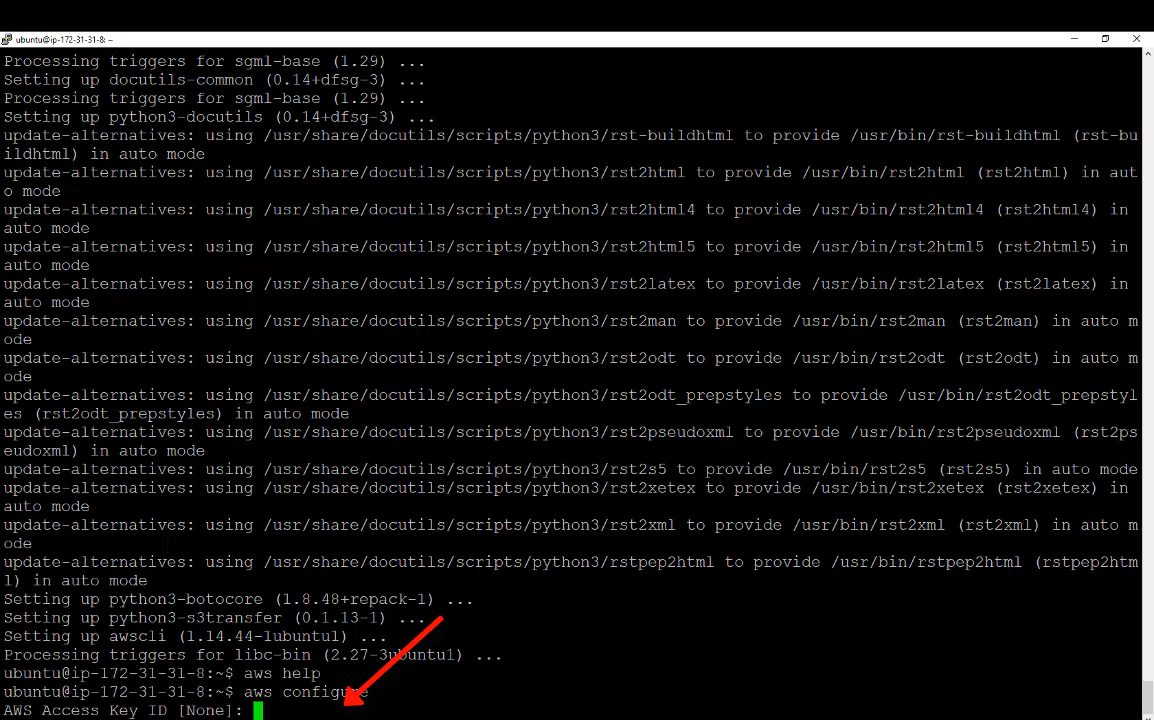 ubuntu@ip-172-31-31-8: ~
Processing triggers for sgml-base (1.29) ...
Setting up docutils-common (0.14+dfsg-3) ...
Processing triggers for sgml-base (1.29) ...
Setting up python3-docutils (0.14+dfsg-3) ...
update-alternatives: using /usr/share/docutils/scripts/python3/rst-buildhtml to provide /usr/bin/rst-buildhtml (rst-bu
ildhtml) in auto mode
update-alternatives: using /usr/share/docutils/scripts/python3/rst2html to provide /usr/bin/rst2html (rst2html) in aut
o mode
update-alternatives: using /usr/share/docutils/scripts/python3/rst2html4 to provide /usr/bin/rst2html4 (rst2html4) in
auto mode
update-alternatives: using /usr/share/docutils/scripts/python3/rst2html5 to provide /usr/bin/rst2html5 (rst2html5) in
auto mode
update-alternatives: using /usr/share/docutils/scripts/python3/rst2latex to provide /usr/bin/rst2latex (rst2latex) in
auto mode
update-alternatives: using /usr/share/docutils/scripts/python3/rst2man to provide /usr/bin/rst2man (rst2man) in auto m
ode
update-alternatives: using /usr/share/docutils/scripts/python3/rst2odt to provide /usr/bin/rst2odt (rst2odt) in auto m
ode
update-alternatives: using /usr/share/docutils/scripts/python3/rst2odt_prepstyles to provide /usr/bin/rst2odt_prepstyl
es (rst2odt_prepstyles) in auto mode
update-alternatives: using /usr/share/docutils/scripts/python3/rst2pseudoxml to provide /usr/bin/rst2pseudoxml (rst2ps
eudoxml) in auto mode
update-alternatives: using /usr/share/docutils/scripts/python3/rst2s5 to provide /usr/bin/rst2s5 (rst2s5) in auto mode
update-alternatives: using /usr/share/docutils/scripts/python3/rst2xetex to provide /usr/bin/rst2xetex (rst2xetex) in
auto mode
update-alternatives: using /usr/share/docutils/scripts/python3/rst2xml to provide /usr/bin/rst2xml (rst2xml) in auto m
ode
update-alternatives: using /usr/share/docutils/scripts/python3/rstpep2html to provide /usr/bin/rstpep2html (rstpep2htm
l) in auto mode
Setting up python3-botocore (1.8.48+repack-1) ...
Setting up python3-s3transfer (0.1.13-1) ...
Setting up awscli (1.14.44-1ubuntu1) ...
Processing triggers for libc-bin (2.27-3ubuntu1) ...
ubuntu@ip-172-31-31-8:~$ aws help
ubuntu@ip-172-31-31-8:~$ aws configure
AWS Access Key ID [None]: